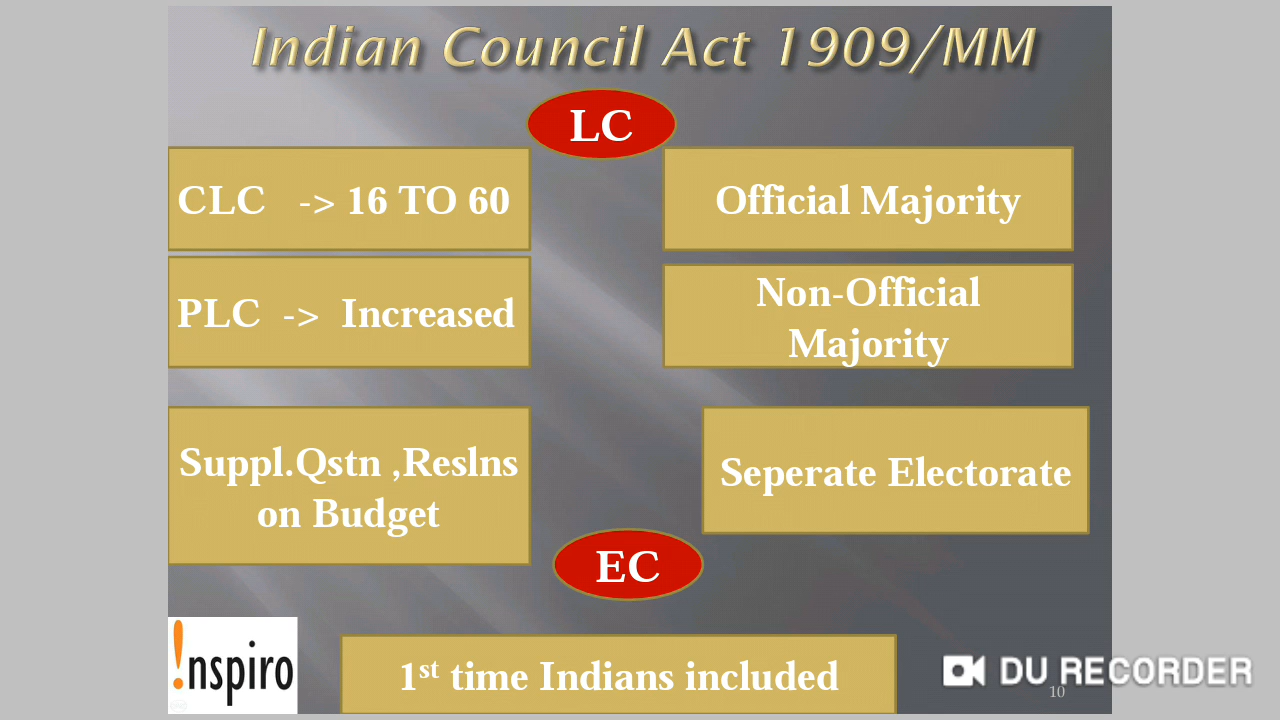 Indian Council Act 1909/MM
LC
CLC -> 16 TO 60
Official Majority
PLC -> Increased
Non-Official
Majority
Suppl.Qstn ,Reslns
on Budget
Seperate Electorate
EC
1st time Indians included
!nspiro
10
DU RECORDER